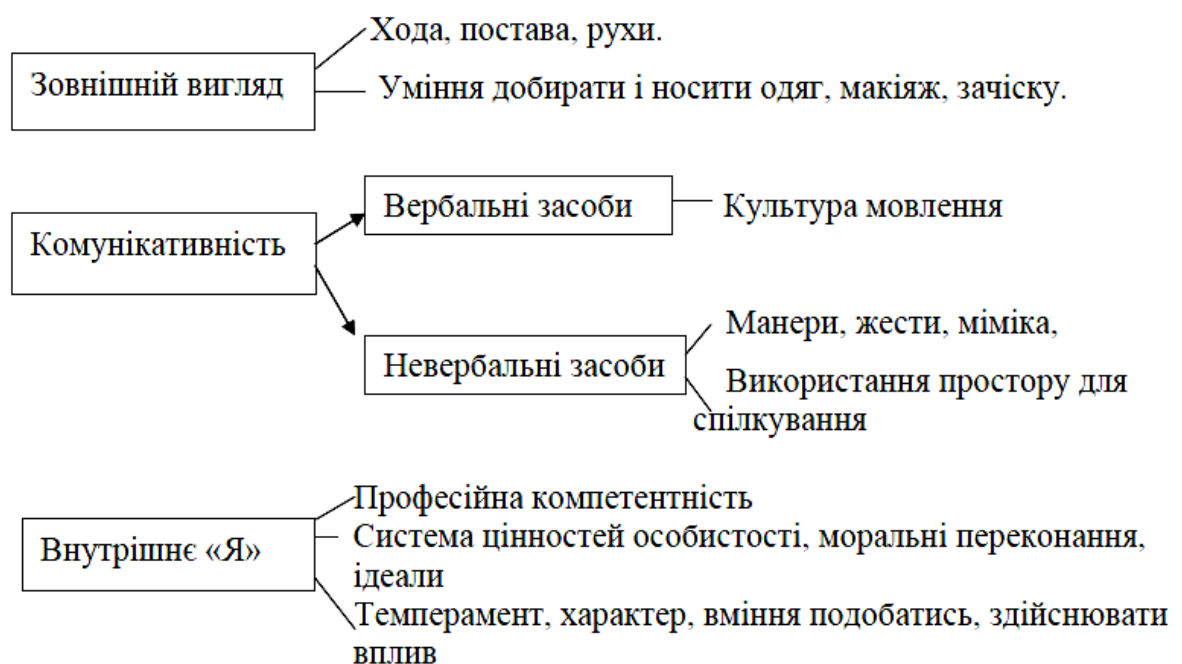 Хода, постава, рухи.
Зовнішній вигляд
Уміння добирати і носити одяг, макіяж, зачіску.
Вербальні засоби
Культура мовлення
Комунікативність
Манери, жести, міміка,
Невербальні засоби
Використання простору для
спілкування
Професійна компетентність
Внутрішнє «Я»
Система цінностей особистості, моральні переконання,
ідеали
Темперамент, характер, вміння подобатись, здійснювати
вплив